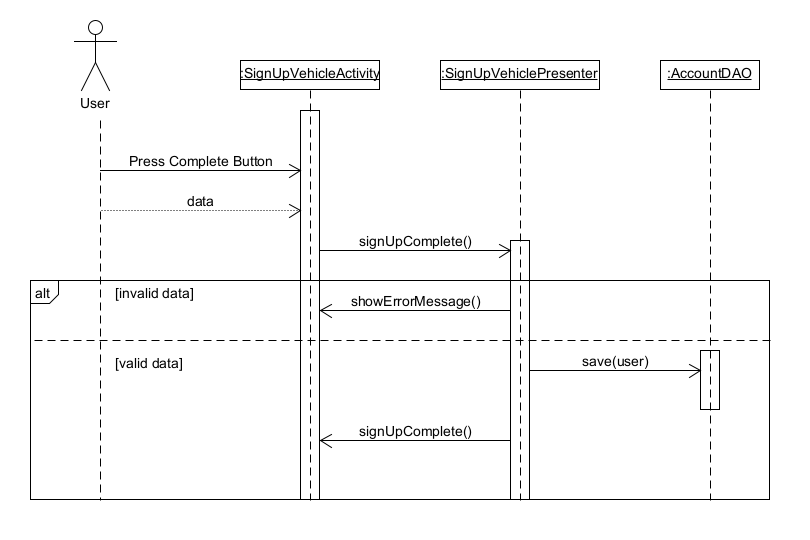 :SignUpVehicleActivity
:SignUpVehiclePresenter
:AccountDAO
User
Press Complete Button
data
signUpComplete()
alt
[invalid data]
showErrorMessage()
[valid data]
save(user)
signUpComplete()